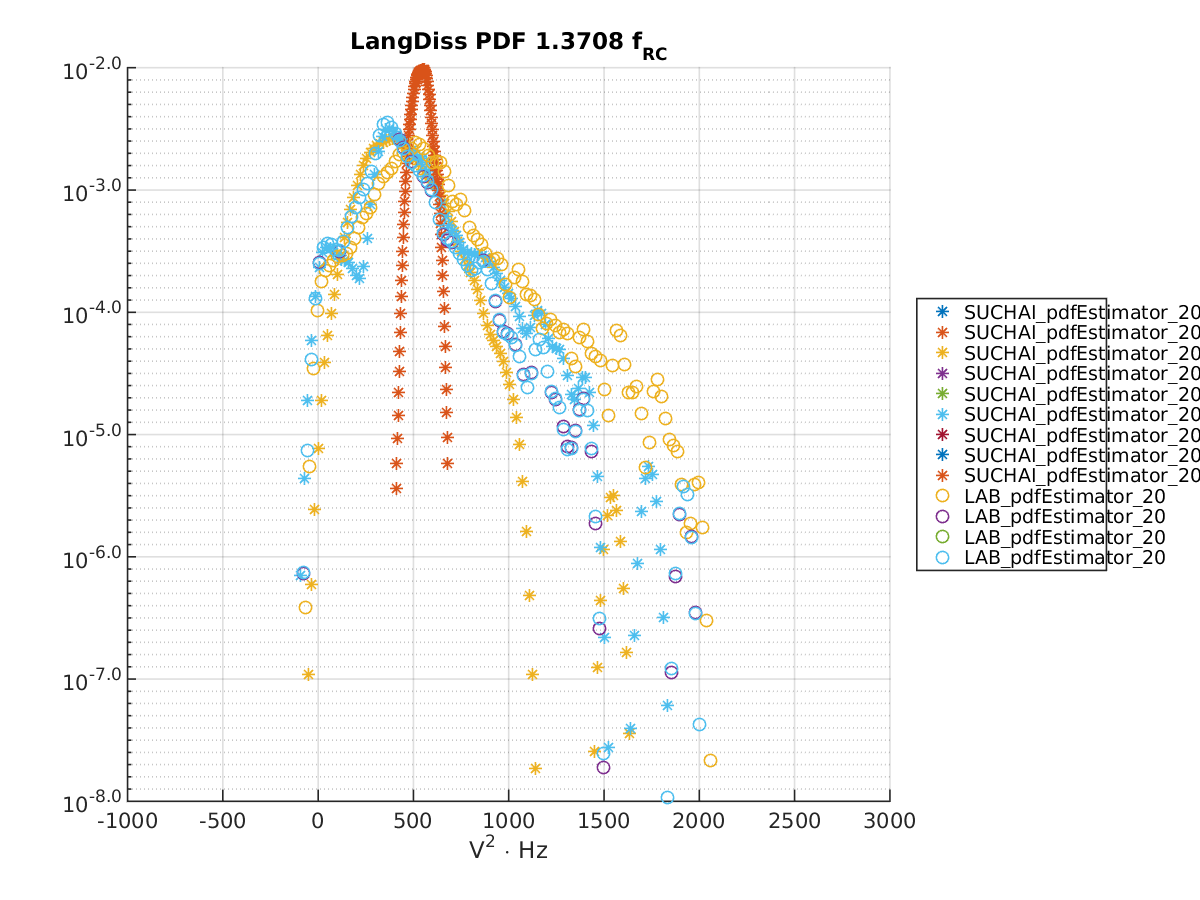 LangDiss PDF 1.3708 f_RC
10^-2.0
10^-3.0
10^-4.0
10^-5.0
10^-6.0
10^-7.0
10^-8.0
-1000 -500 0 500 1000 1500 2000 2500 3000
V^2 · Hz
SUCHAI_pdfEstimator_20
SUCHAI_pdfEstimator_20
SUCHAI_pdfEstimator_20
SUCHAI_pdfEstimator_20
SUCHAI_pdfEstimator_20
SUCHAI_pdfEstimator_20
SUCHAI_pdfEstimator_20
SUCHAI_pdfEstimator_20
SUCHAI_pdfEstimator_20
LAB_pdfEstimator_20
LAB_pdfEstimator_20
LAB_pdfEstimator_20
LAB_pdfEstimator_20